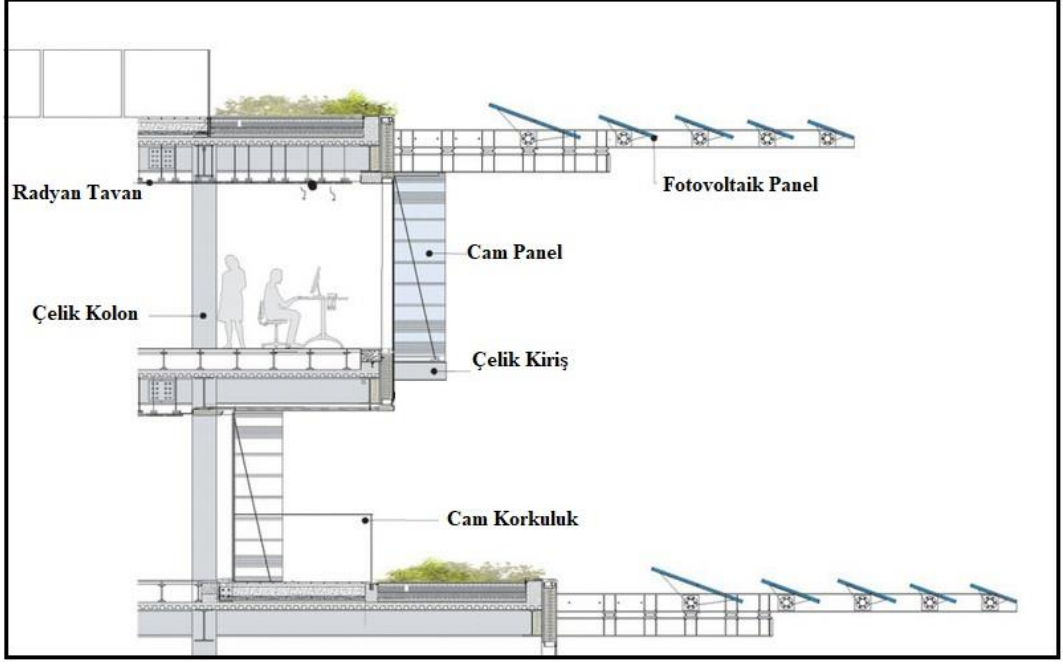 Radyan Tavan
Fotovoltaik Panel
Cam Panel
Çelik Kolon
Çelik Kiriş
Cam Korkuluk